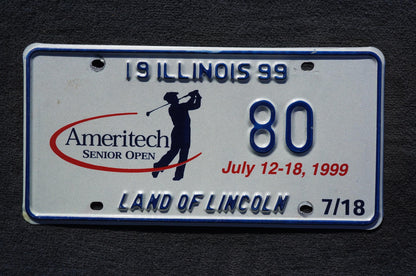 19 ILLINOIS 99
Ameritech
SENIOR OPEN
80
July 12-18, 1999
LAND OF LINCOLN
7/18